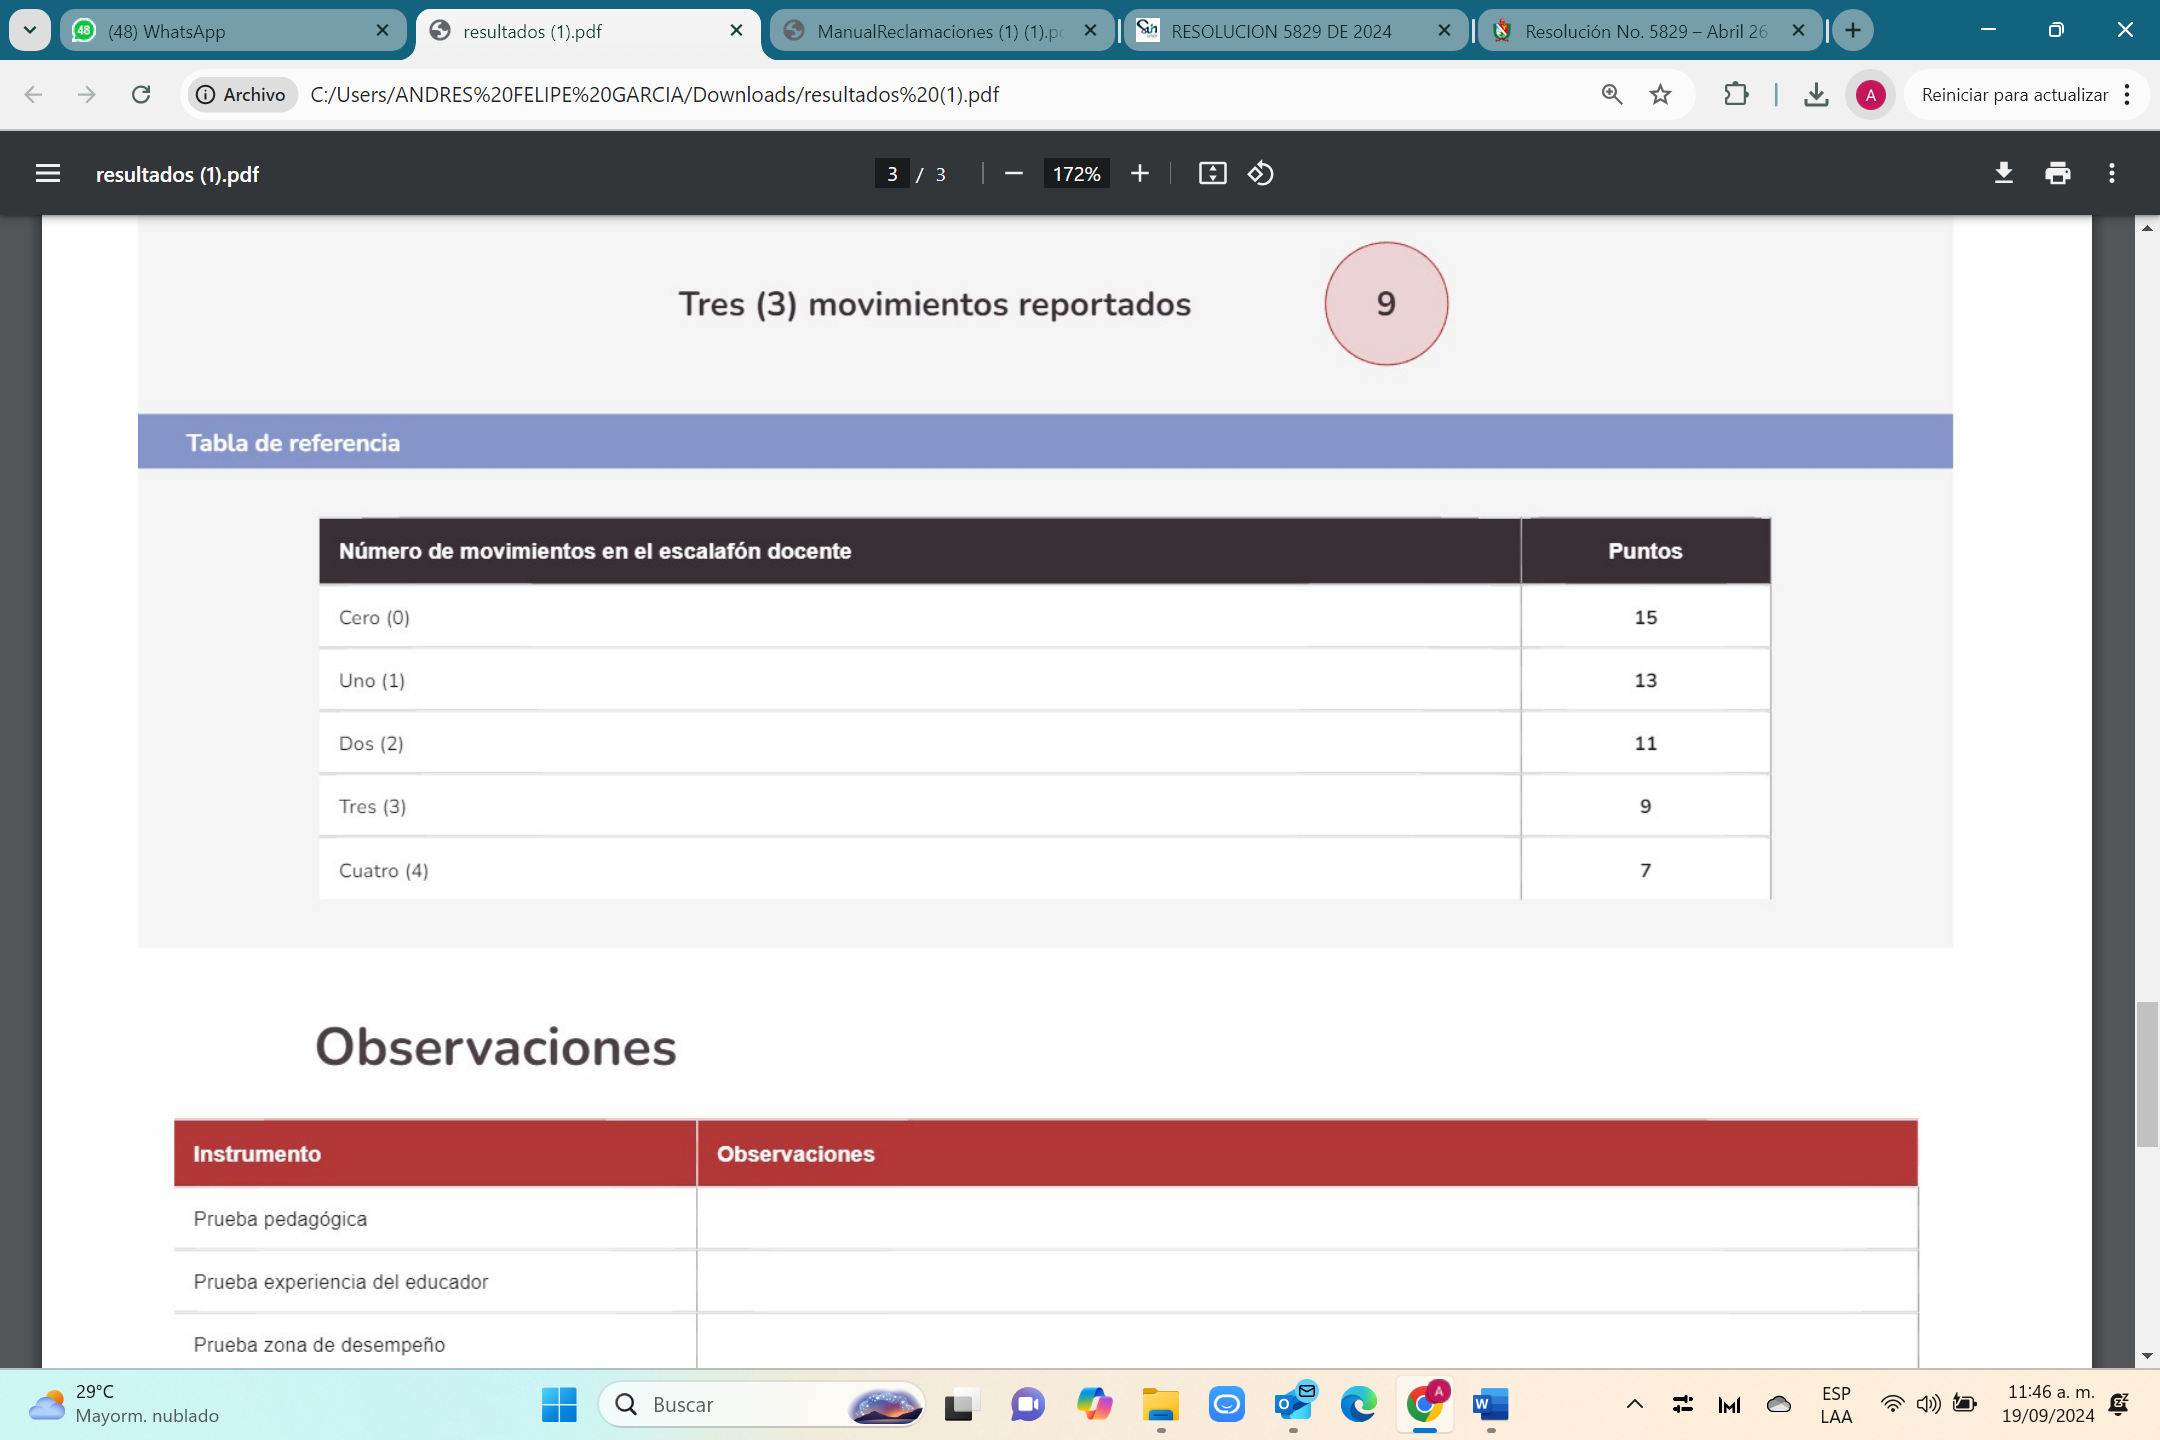 (48) WhatsApp
resultados (1).pdf
ManualReclamaciones (1) (1).p
RESOLUCION 5829 DE 2024
Resolución No. 5829 – Abril 26
Archivo
C:/Users/ANDRES%20FELIPE%20GARCIA/Downloads/resultados%20(1).pdf
A
Reiniciar para actualizar
resultados (1).pdf
3 / 3
172%
Tres (3) movimientos reportados
9
Tabla de referencia
Número de movimientos en el escalafón docente Puntos
Cero (0) 15
Uno (1) 13
Dos (2) 11
Tres (3) 9
Cuatro (4) 7
Observaciones
Instrumento Observaciones
Prueba pedagógica
Prueba experiencia del educador
Prueba zona de desempeño
29°C
Mayorm. nublado
Buscar
ESP
LAA
11:46 a. m.
19/09/2024